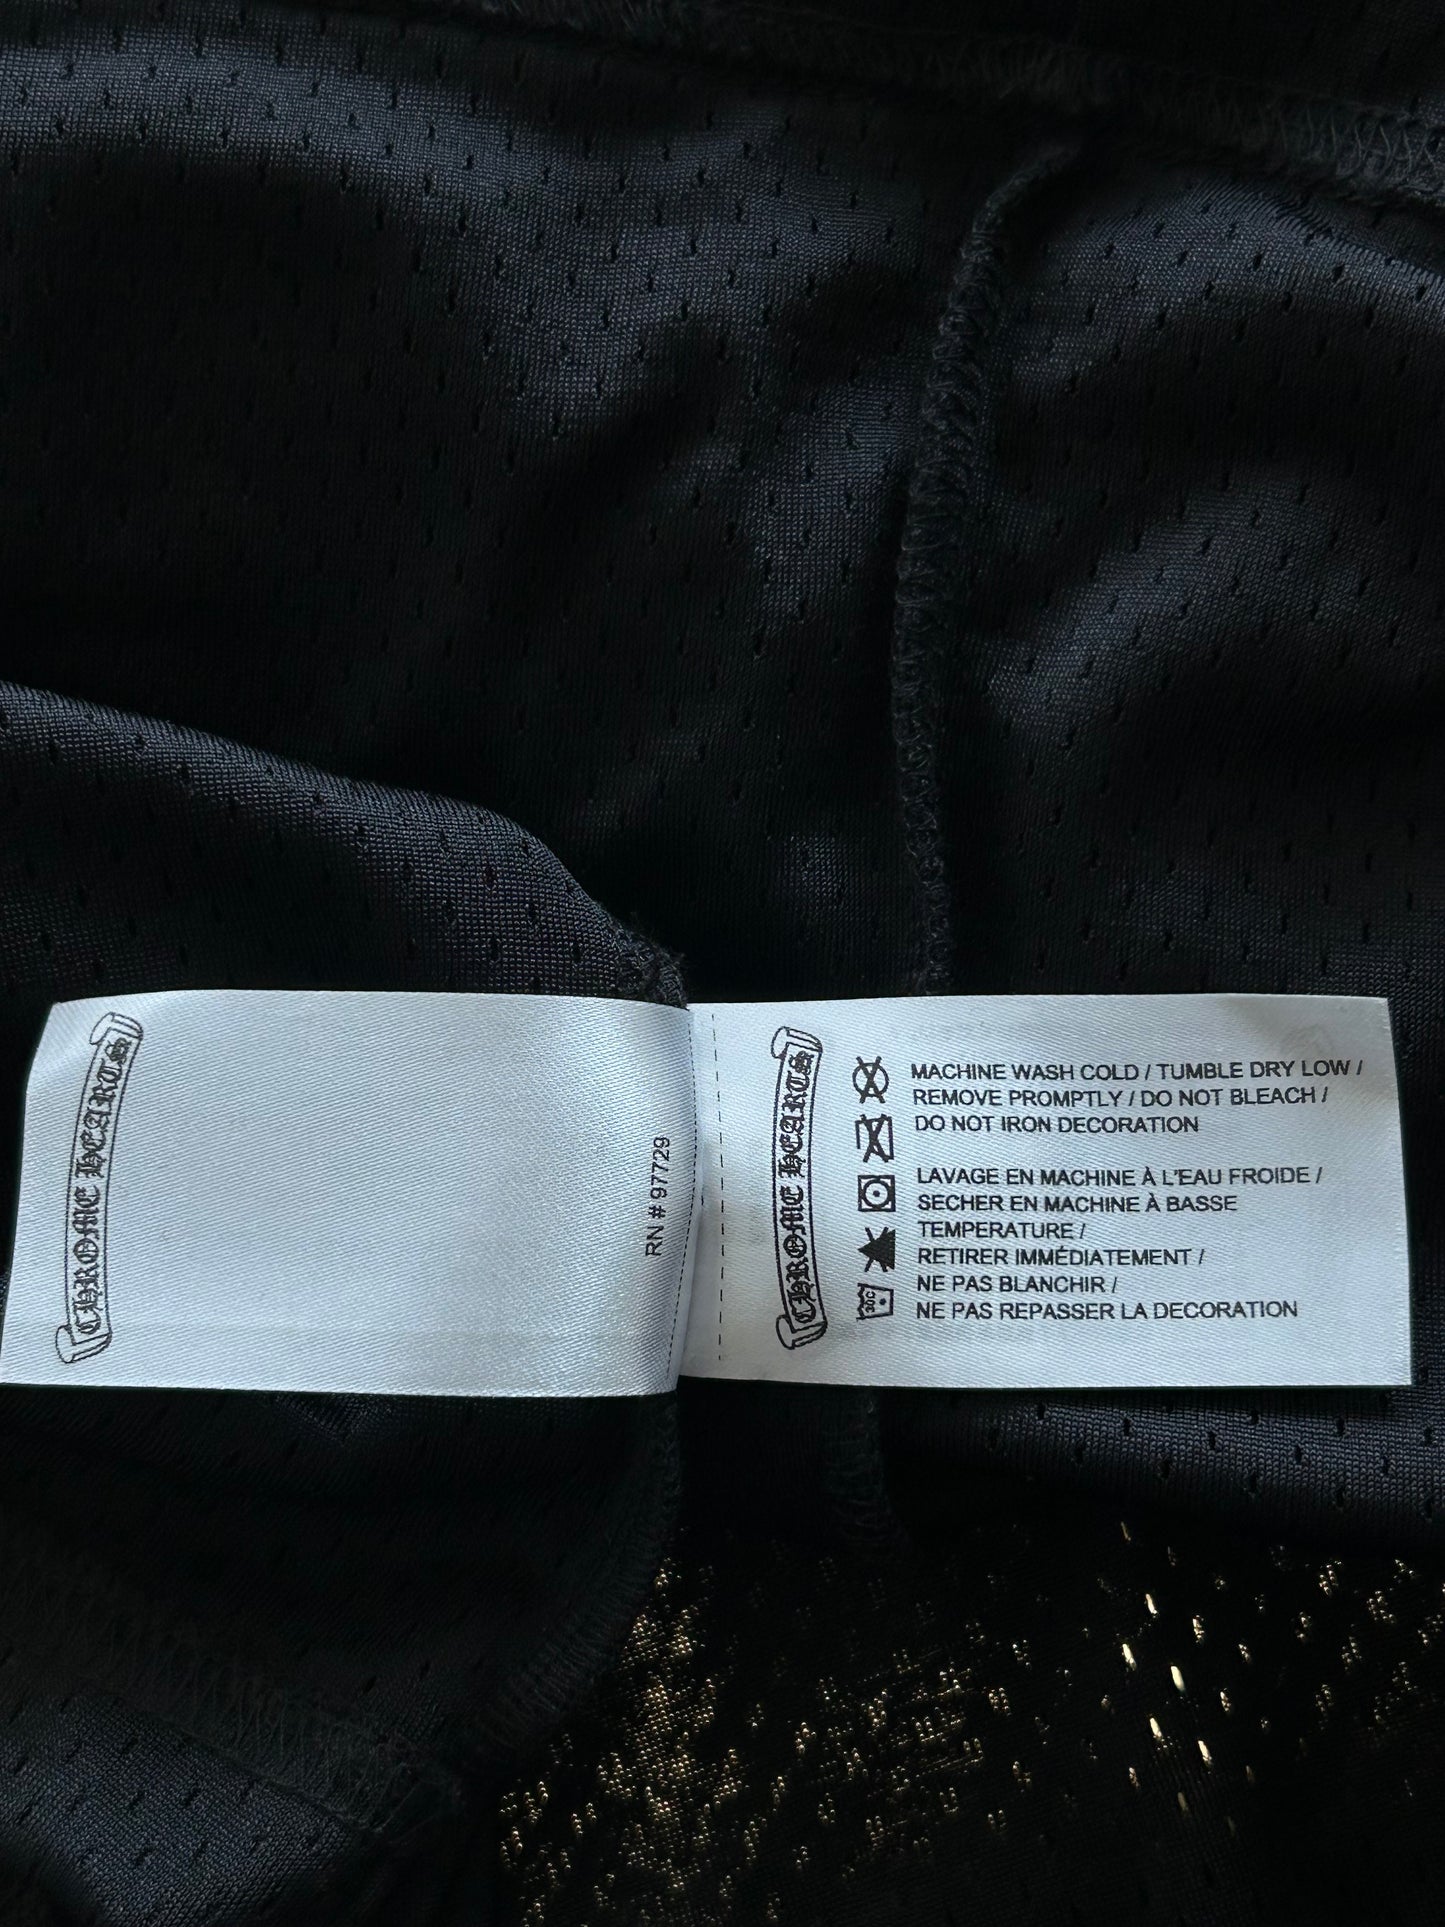 CHROME HEARTS
RN # 97729
CHROME HEARTS
MACHINE WASH COLD / TUMBLE DRY LOW /
REMOVE PROMPTLY / DO NOT BLEACH /
DO NOT IRON DECORATION
LAVAGE EN MACHINE À L'EAU FROIDE /
SECHER EN MACHINE À BASSE
TEMPERATURE /
RETIRER IMMÉDIATEMENT /
NE PAS BLANCHIR /
NE PAS REPASSER LA DECORATION
30C